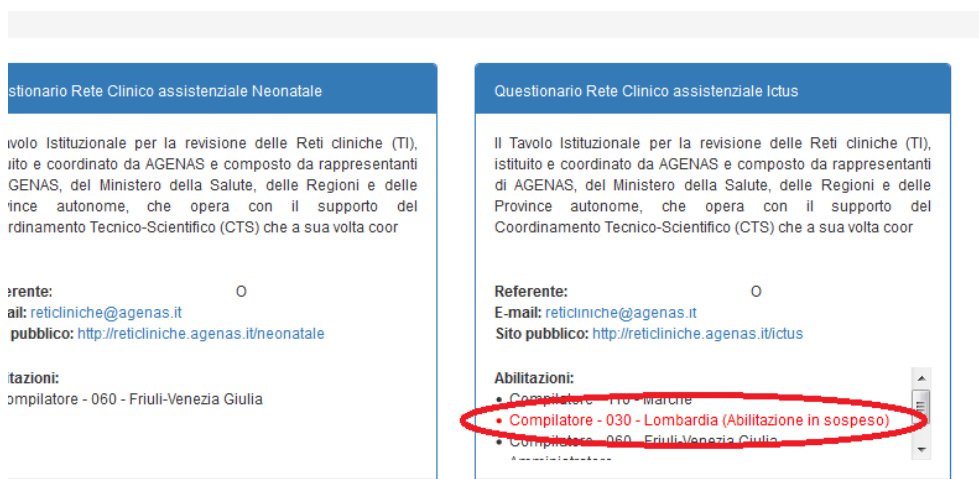 stionario Rete Clinico assistenziale Neonatale
avolo Istituzionale per la revisione delle Reti cliniche (TI),
uito e coordinato da AGENAS e composto da rappresentanti
GENAS, del Ministero della Salute, delle Regioni e delle
ince autonome, che opera con il supporto del
rdinamento Tecnico-Scientifico (CTS) che a sua volta coor
erente: O
ail: reticliniche@agenas.it
pubblico: http://reticliniche.agenas.it/neonatale
itazioni:
ompilatore - 060 - Friuli-Venezia Giulia
Questionario Rete Clinico assistenziale Ictus
Il Tavolo Istituzionale per la revisione delle Reti cliniche (TI),
istituito e coordinato da AGENAS e composto da rappresentanti
di AGENAS, del Ministero della Salute, delle Regioni e delle
Province autonome, che opera con il supporto del
Coordinamento Tecnico-Scientifico (CTS) che a sua volta coor
Referente: O
E-mail: reticliniche@agenas.it
Sito pubblico: http://reticliniche.agenas.it/ictus
Abilitazioni:
• Compilatore - 110 - Marche
• Compilatore - 030 - Lombardia (Abilitazione in sospeso)
• Compilatore - 060 - Friuli-Venezia Giulia
Amministratore